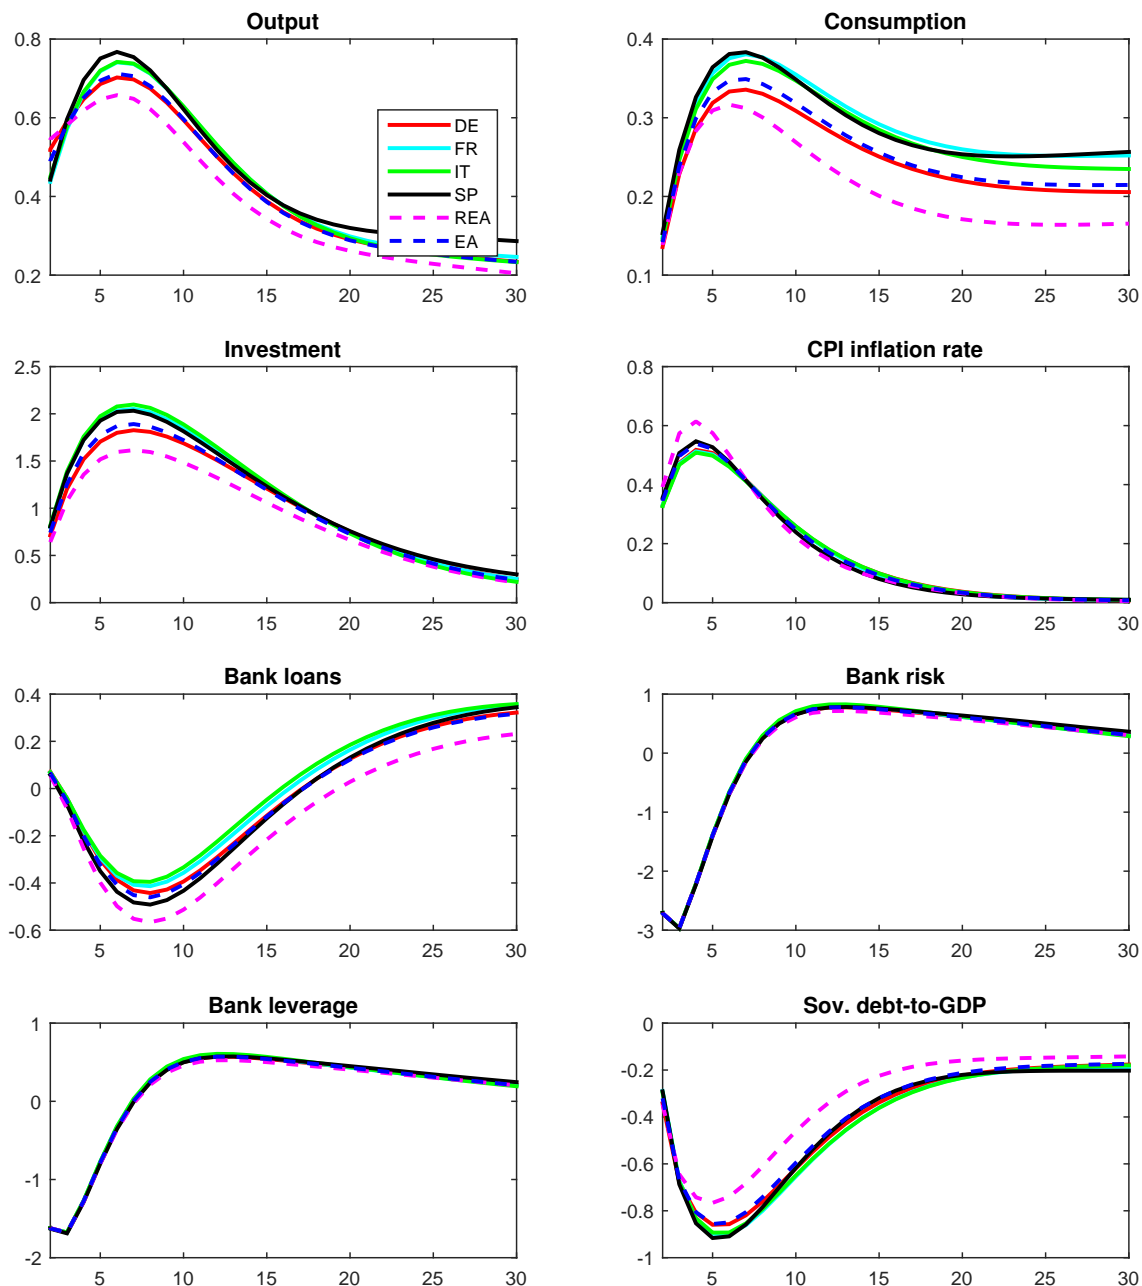 Output
0.8
0.6
0.4
0.2
5 10 15 20 25 30
DE
FR
IT
SP
REA
EA
Consumption
0.4
0.3
0.2
0.1
5 10 15 20 25 30
Investment
2.5
2
1.5
1
0.5
0
5 10 15 20 25 30
CPI inflation rate
0.8
0.6
0.4
0.2
0
5 10 15 20 25 30
Bank loans
0.4
0.2
0
-0.2
-0.4
-0.6
5 10 15 20 25 30
Bank risk
1
0
-1
-2
-3
5 10 15 20 25 30
Bank leverage
1
0
-1
-2
5 10 15 20 25 30
Sov. debt-to-GDP
0
-0.2
-0.4
-0.6
-0.8
-1
5 10 15 20 25 30